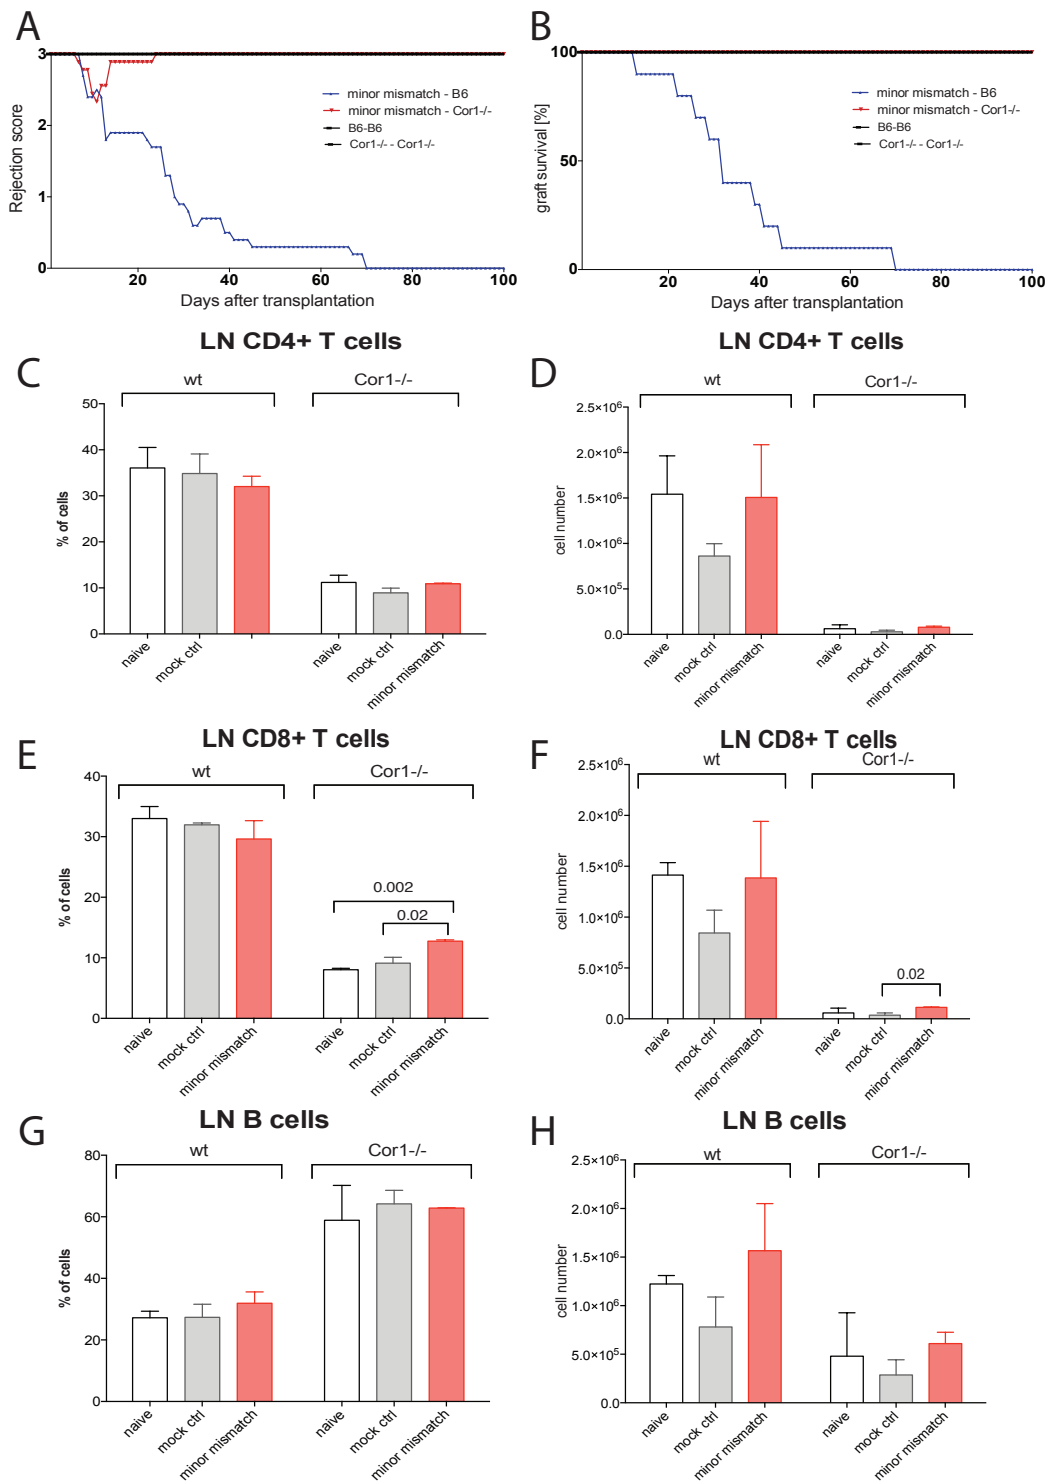 A
3
2
1
0
Rejection score
minor mismatch - B6
minor mismatch - Cor1-/-
B6-B6
Cor1-/- - Cor1-/-
20 40 60 80 100
Days after transplantation
B
100
50
0
graft survival [%]
minor mismatch - B6
minor mismatch - Cor1-/-
B6-B6
Cor1-/- - Cor1-/-
20 40 60 80 100
Days after transplantation
C
LN CD4+ T cells
wt Cor1-/-
50
40
30
20
10
0
% of cells
naive mock ctrl naive mock ctrl minor mismatch
D
LN CD4+ T cells
wt Cor1-/-
2.5×10⁶
2.0×10⁶
1.5×10⁶
1.0×10⁶
5.0×10⁵
0.0
cell number
naive mock ctrl minor mismatch naive mock ctrl minor mismatch
E
LN CD8+ T cells
wt Cor1-/-
40
30
20
10
0
% of cells
0.002
0.02
naive mock ctrl minor mismatch naive mock ctrl minor mismatch
F
LN CD8+ T cells
wt Cor1-/-
2.5×10⁶
2.0×10⁶
1.5×10⁶
1.0×10⁶
5.0×10⁵
0.0
cell number
0.02
naive mock ctrl minor mismatch naive mock ctrl minor mismatch
G
LN B cells
wt Cor1-/-
80
60
40
20
0
% of cells
naive mock ctrl minor mismatch naive mock ctrl minor mismatch
H
LN B cells
wt Cor1-/-
2.5×10⁶
2.0×10⁶
1.5×10⁶
1.0×10⁶
5.0×10⁵
0.0
cell number
naive mock ctrl minor mismatch naive mock ctrl minor mismatch